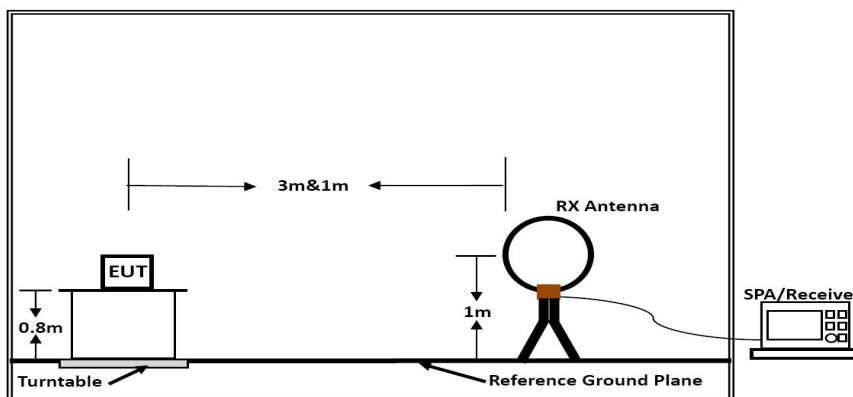 3m&1m
RX Antenna
EUT
SPA/Receive
0.8m
1m
Turntable
Reference Ground Plane